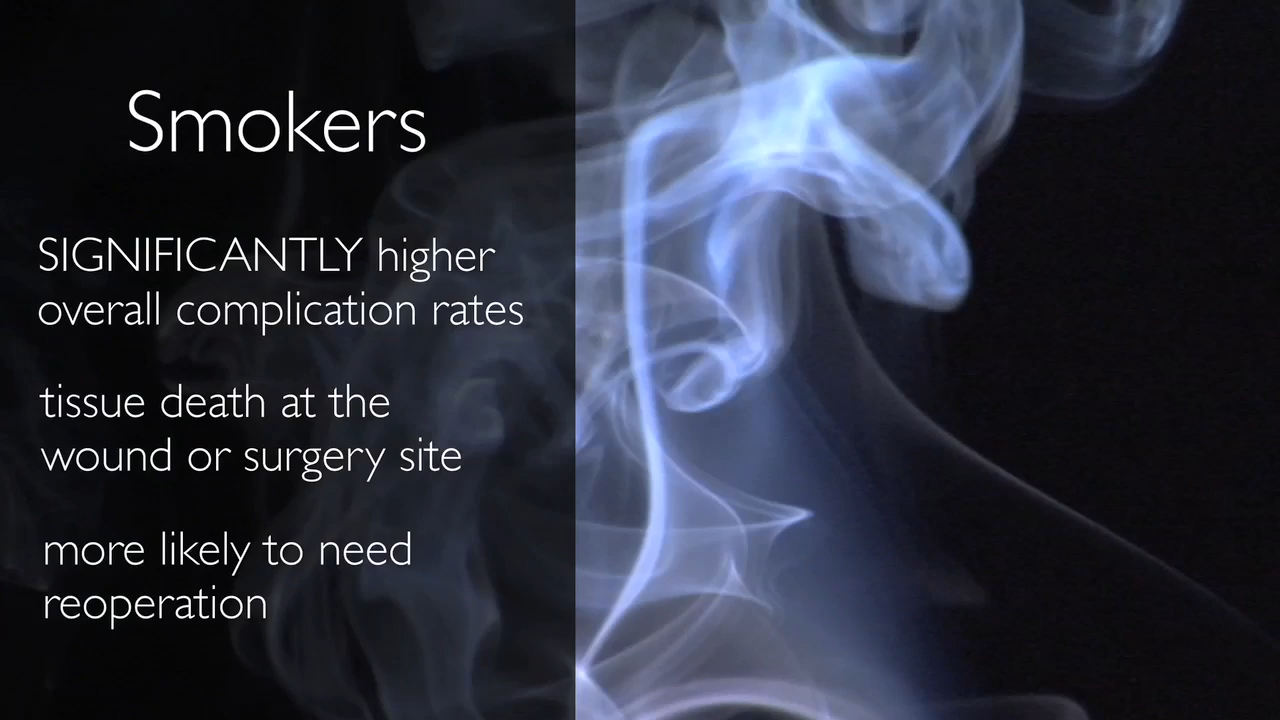 Smokers
SIGNIFICANTLY higher
overall complication rates
tissue death at the
wound or surgery site
more likely to need
reoperation